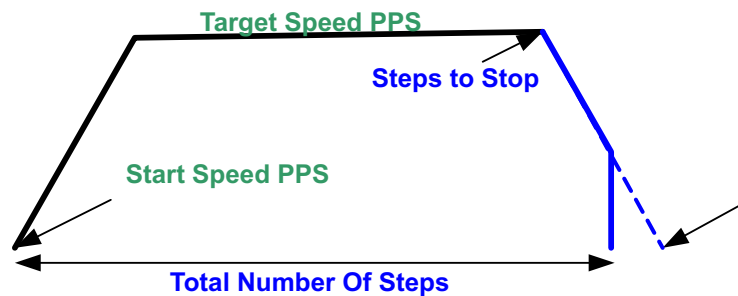 Target Speed PPS
Steps to Stop
Start Speed PPS
Total Number Of Steps